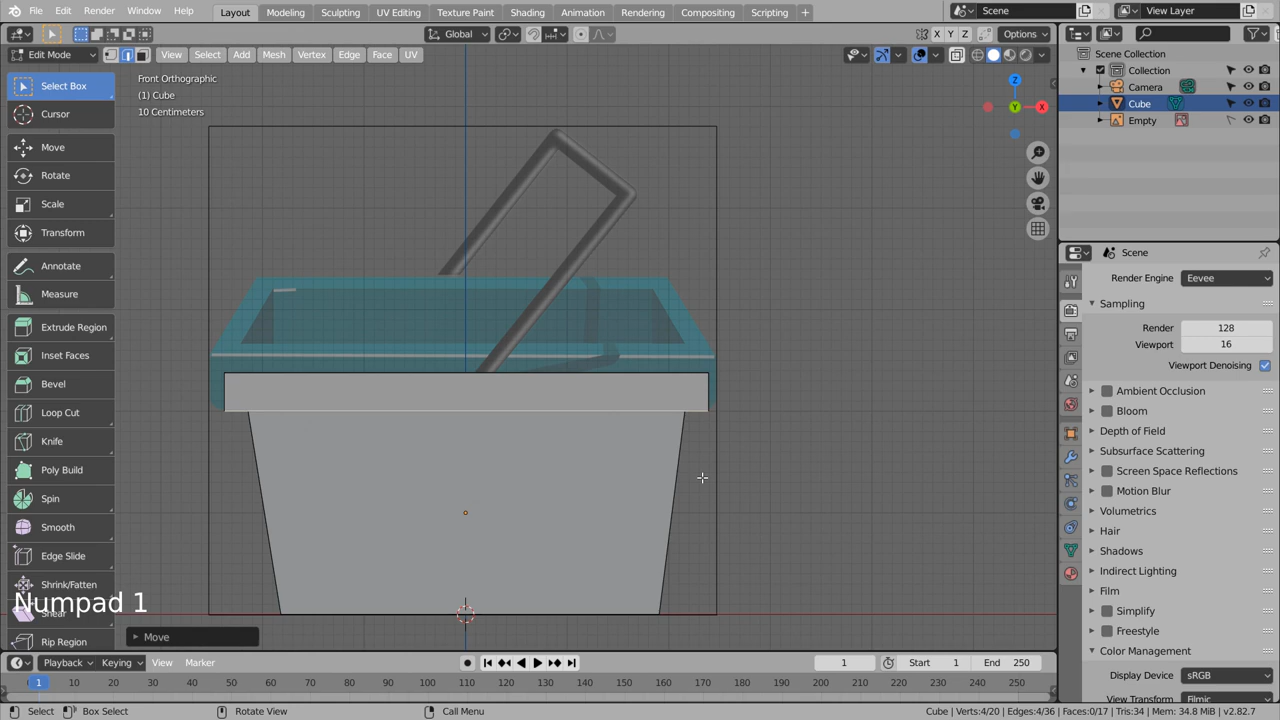 File Edit Render Window Help Layout Modeling Sculpting UV Editing Texture Paint Shading Animation Rendering Compositing Scripting + Scene View Layer
Global X Y Z Options
Edit Mode View Select Add Mesh Vertex Edge Face UV
Scene Collection
Collection
Camera
Cube
Empty
Front Orthographic
(1) Cube
10 Centimeters
Z
Y
X
Select Box
Cursor
Move
Rotate
Scale
Transform
Annotate
Measure
Extrude Region
Inset Faces
Bevel
Loop Cut
Knife
Poly Build
Spin
Smooth
Edge Slide
Shrink/Fatten
Shear
Rip Region
Numpad 1
Move
Scene
Render Engine Eevee
Sampling
Render 128
Viewport 16
Viewport Denoising
Ambient Occlusion
Bloom
Depth of Field
Subsurface Scattering
Screen Space Reflections
Motion Blur
Volumetrics
Hair
Shadows
Indirect Lighting
Film
Simplify
Freestyle
Color Management
Display Device sRGB
View Transform Filmic
Playback Keying View Marker 1 Start 1 End 250
1 10 20 30 40 50 60 70 80 90 100 110 120 130 140 150 160 170 180 190 200 210 220 230 240 250
Select Box Select Rotate View Call Menu Cube | Verts:4/20 | Edges:4/36 | Faces:0/17 | Tris:34 | Mem: 34.8 MiB | v2.82.7